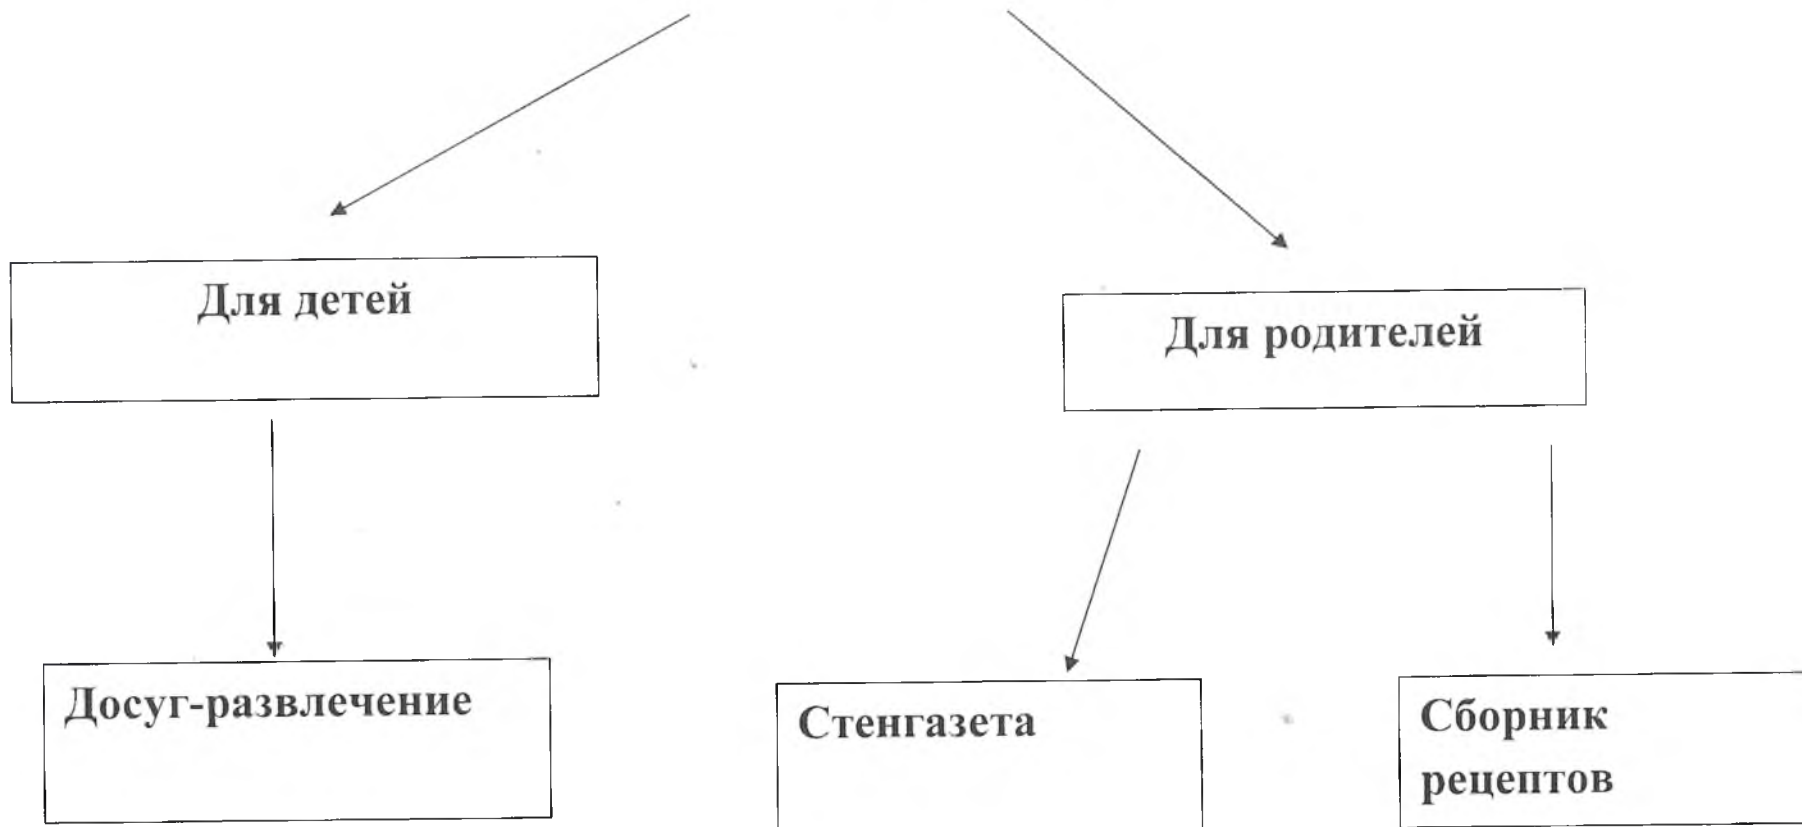 Для детей
Для родителей
Досуг-развлечение
Стенгазета
Сборник
рецептов